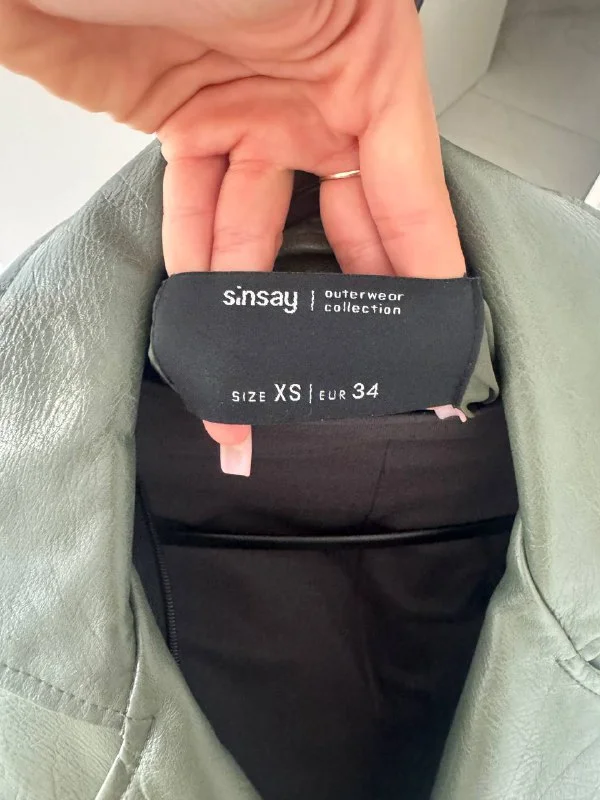 sinsay | outerwear
collection
SIZE XS | EUR 34